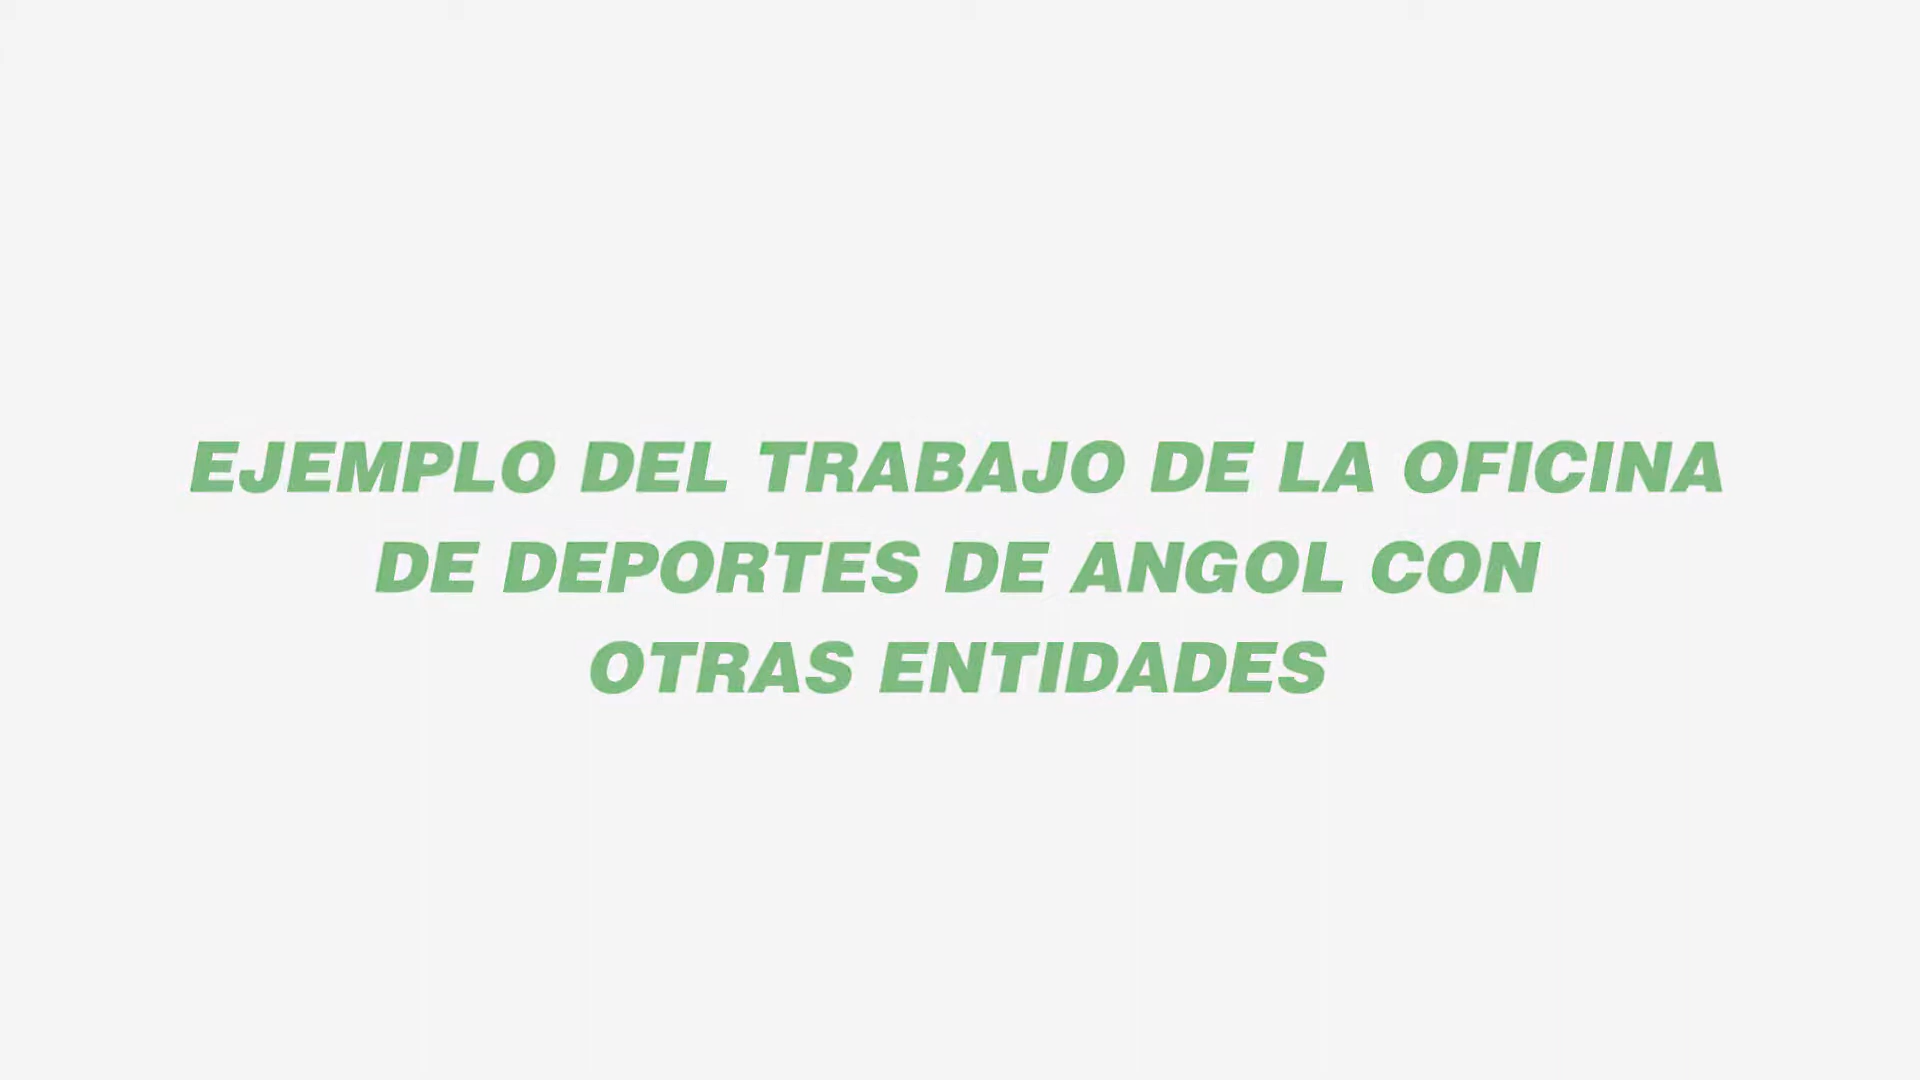 EJEMPLO DEL TRABAJO DE LA OFICINA
DE DEPORTES DE ANGOL CON
OTRAS ENTIDADES